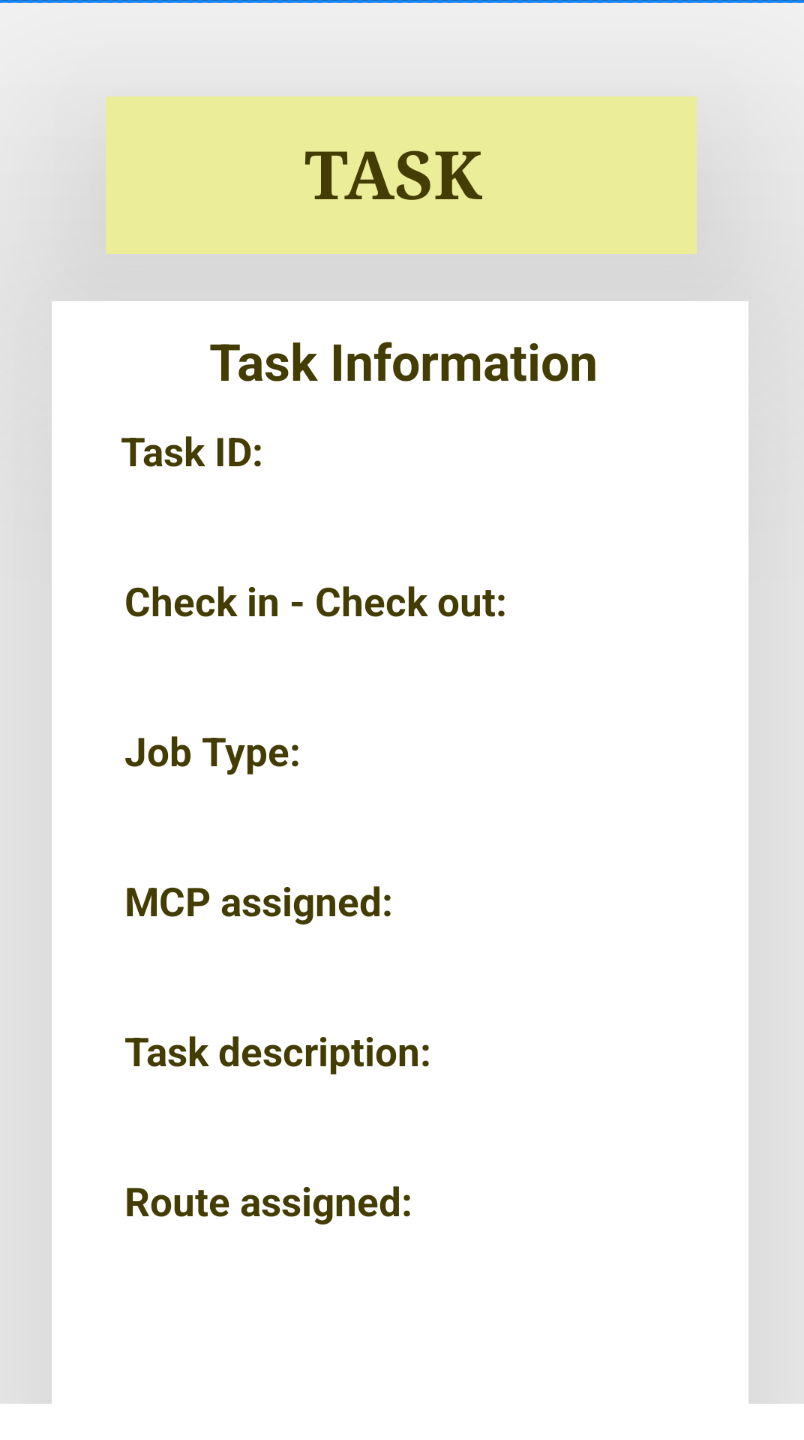 TASK
Task Information
Task ID:
Check in - Check out:
Job Type:
MCP assigned:
Task description:
Route assigned: